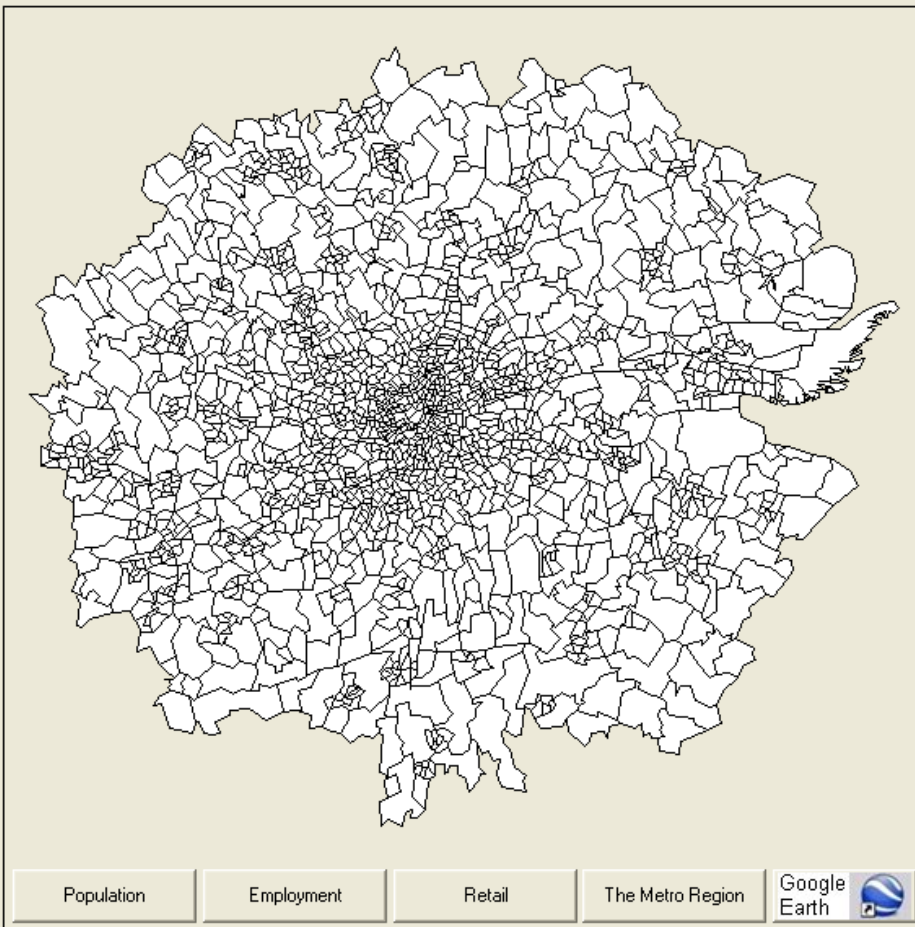 Population
Employment
Retail
The Metro Region
Google
Earth